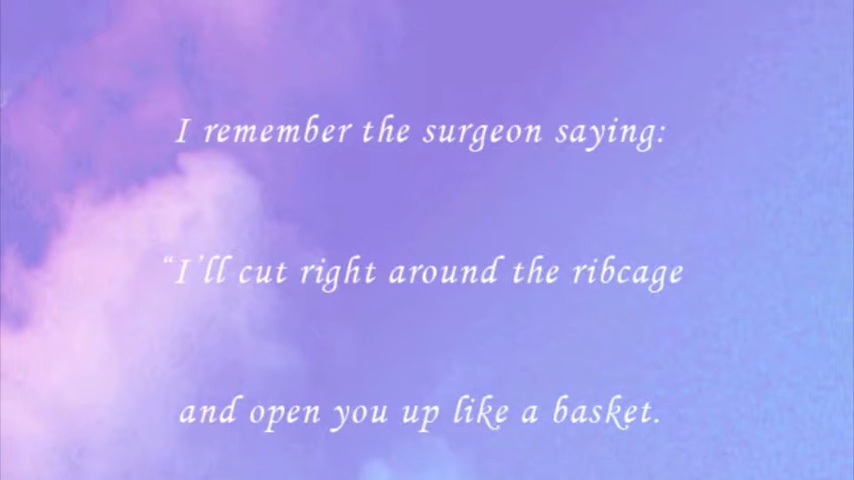 I remember the surgeon saying:
“I’ll cut right around the ribcage
and open you up like a basket.